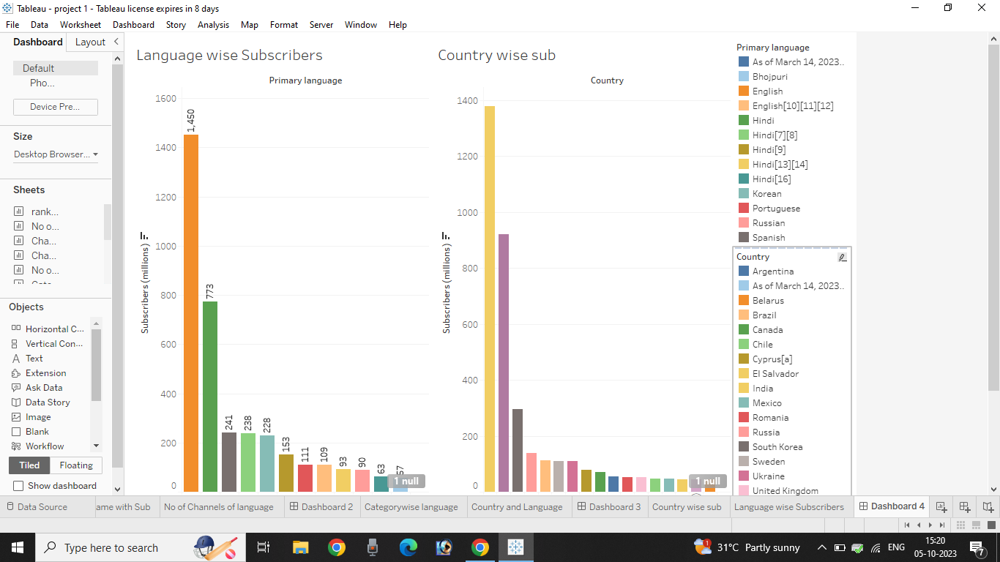 Tableau - project 1 - Tableau license expires in 8 days
File Data Worksheet Dashboard Story Analysis Map Format Server Window Help
Dashboard Layout
Default
Pho...
Device Pre...
Size
Desktop Browser...
Sheets
rank...
No o...
Cha...
Cha...
No o...
Objects
Horizontal C...
Vertical Con...
Text
Extension
Ask Data
Data Story
Image
Blank
Workflow
Tiled Floating
Show dashboard
Language wise Subscribers
Primary language
Subscribers (millions)
1600
1400
1200
1000
800
600
400
200
0
1,450
773
241
238
228
153
111
109
93
90
63
57
1 null
Country wise sub
Country
Subscribers (millions)
1400
1200
1000
800
600
400
200
0
1 null
Primary language
As of March 14, 2023..
Bhojpuri
English
English[10][11][12]
Hindi
Hindi[7][8]
Hindi[9]
Hindi[13][14]
Hindi[16]
Korean
Portuguese
Russian
Spanish
Country
Argentina
As of March 14, 2023..
Belarus
Brazil
Canada
Chile
Cyprus[a]
El Salvador
India
Mexico
Romania
Russia
South Korea
Sweden
Ukraine
United Kingdom
Data Source ame with Sub No of Channels of language Dashboard 2 Categorywise language Country and Language Dashboard 3 Country wise sub Language wise Subscribers Dashboard 4
Type here to search
1
31°C Partly sunny
ENG
15:20
05-10-2023
7